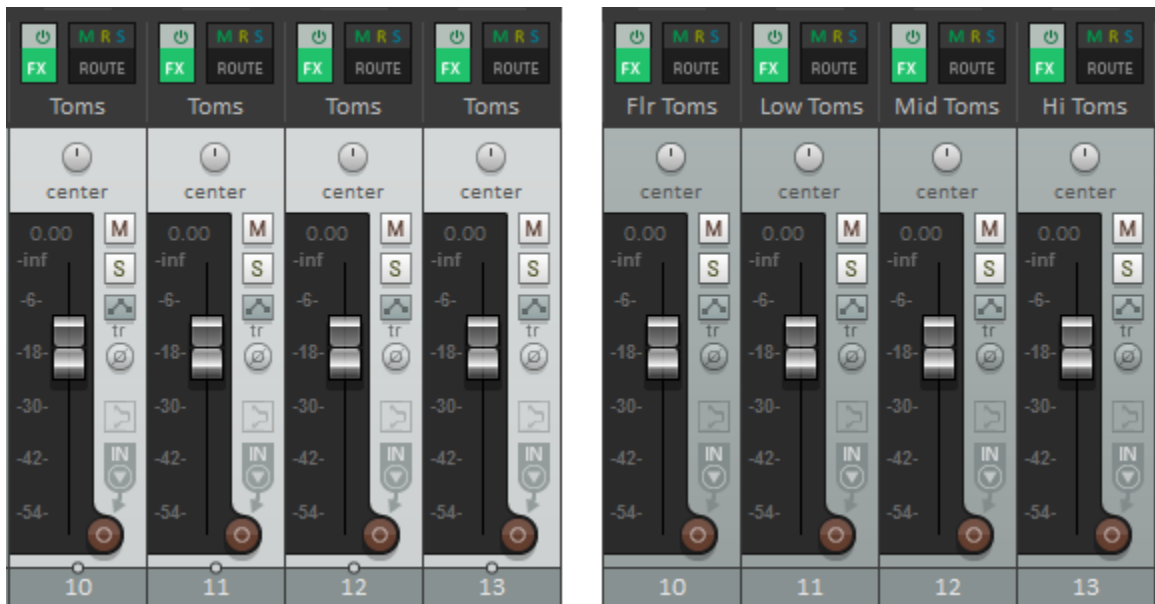 M R S M R S M R S M R S M R S M R S M R S M R S
FX ROUTE FX ROUTE FX ROUTE FX ROUTE FX ROUTE FX ROUTE FX ROUTE FX ROUTE
Toms Toms Toms Toms Flr Toms Low Toms Mid Toms Hi Toms
center center center center center center center center
0.00 M 0.00 M 0.00 M 0.00 M 0.00 M 0.00 M 0.00 M 0.00 M
-inf S -inf S -inf S -inf S -inf S -inf S -inf S -inf S
-6- -6- -6- -6- -6- -6- -6- -6-
tr tr tr tr tr tr tr tr
-18- Ø -18- Ø -18- Ø -18- Ø -18- Ø -18- Ø -18- Ø -18- Ø
-30- -30- -30- -30- -30- -30- -30- -30-
-42- IN -42- IN -42- IN -42- IN -42- IN -42- IN -42- IN -42- IN
-54- -54- -54- -54- -54- -54- -54- -54-
10 11 12 13 10 11 12 13